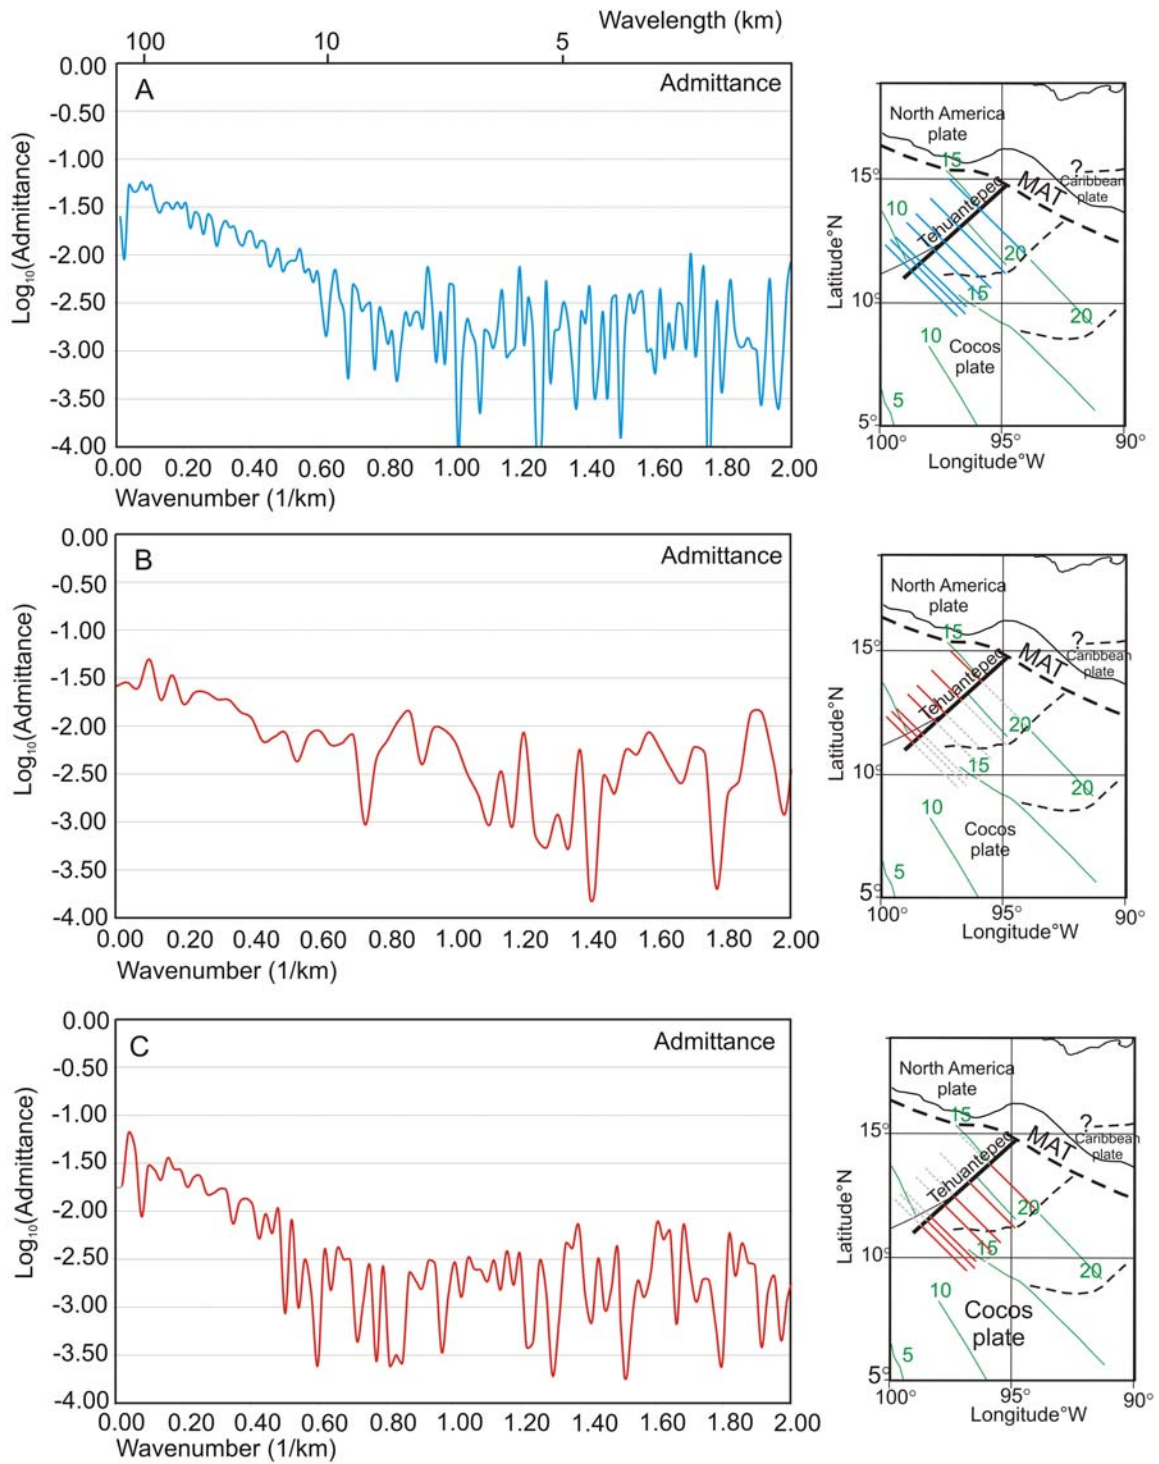 Wavelength (km)
100 10 5
0.00
A
Admittance
-0.50
-1.00
-1.50
-2.00
-2.50
-3.00
-3.50
-4.00
Log₁₀(Admittance)
0.00 0.20 0.40 0.60 0.80 1.00 1.20 1.40 1.60 1.80 2.00
Wavenumber (1/km)
North America
plate
15
?
15°
MAT
Caribbean
plate
10
Tehuantepec
20
15
10°
20
10
Cocos
plate
5
5°
100° 95° 90°
Latitude°N
Longitude°W
0.00
B
Admittance
-0.50
-1.00
-1.50
-2.00
-2.50
-3.00
-3.50
-4.00
Log₁₀(Admittance)
0.00 0.20 0.40 0.60 0.80 1.00 1.20 1.40 1.60 1.80 2.00
Wavenumber (1/km)
North America
plate
15
?
15°
MAT
Caribbean
plate
Tehuantepec
20
15
10°
20
10
Cocos
plate
5
5°
100° 95° 90°
Latitude°N
Longitude°W
0.00
C
Admittance
-0.50
-1.00
-1.50
-2.00
-2.50
-3.00
-3.50
-4.00
Log₁₀(Admittance)
0.00 0.20 0.40 0.60 0.80 1.00 1.20 1.40 1.60 1.80 2.00
Wavenumber (1/km)
North America
plate
15
?
15°
MAT
Caribbean
plate
Tehuantepec
20
15
10°
20
10
Cocos
plate
5
5°
100° 95° 90°
Latitude°N
Longitude°W